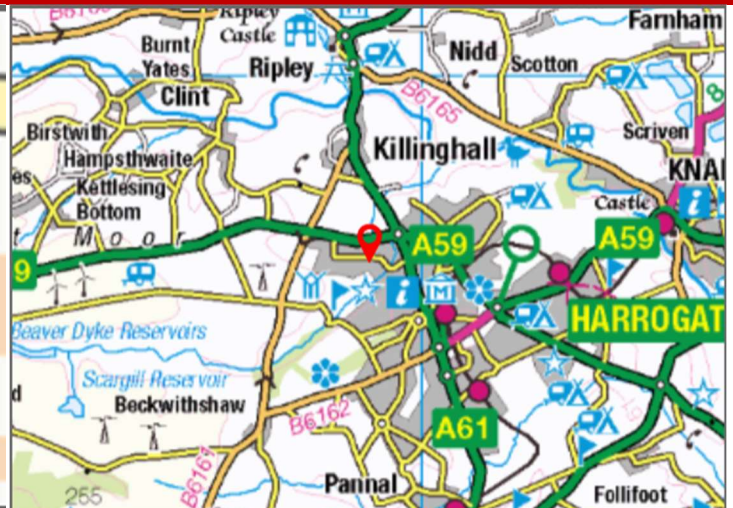 Ripley
Castle
Farnham
Burnt
Yates
Nidd
Scotton
Ripley
Clint
B6165
Birstwith
Scriven
Killinghall
Hampsthwaite
KNA
Kettlesing
Bottom
Castle
Moor
A59
A59
9
HARROGAT
Beaver Dyke Reservoirs
Scargill Reservoir
Beckwithshaw
B6162
A61
B6161
Pannal
255
Follifoot